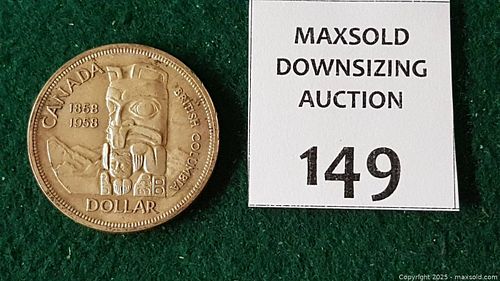 CANADA
1858
1958
BRITISH COLUMBIA
DOLLAR
MAXSOLD
DOWNSIZING
AUCTION
149
Copyright 2025 - maxsold.com